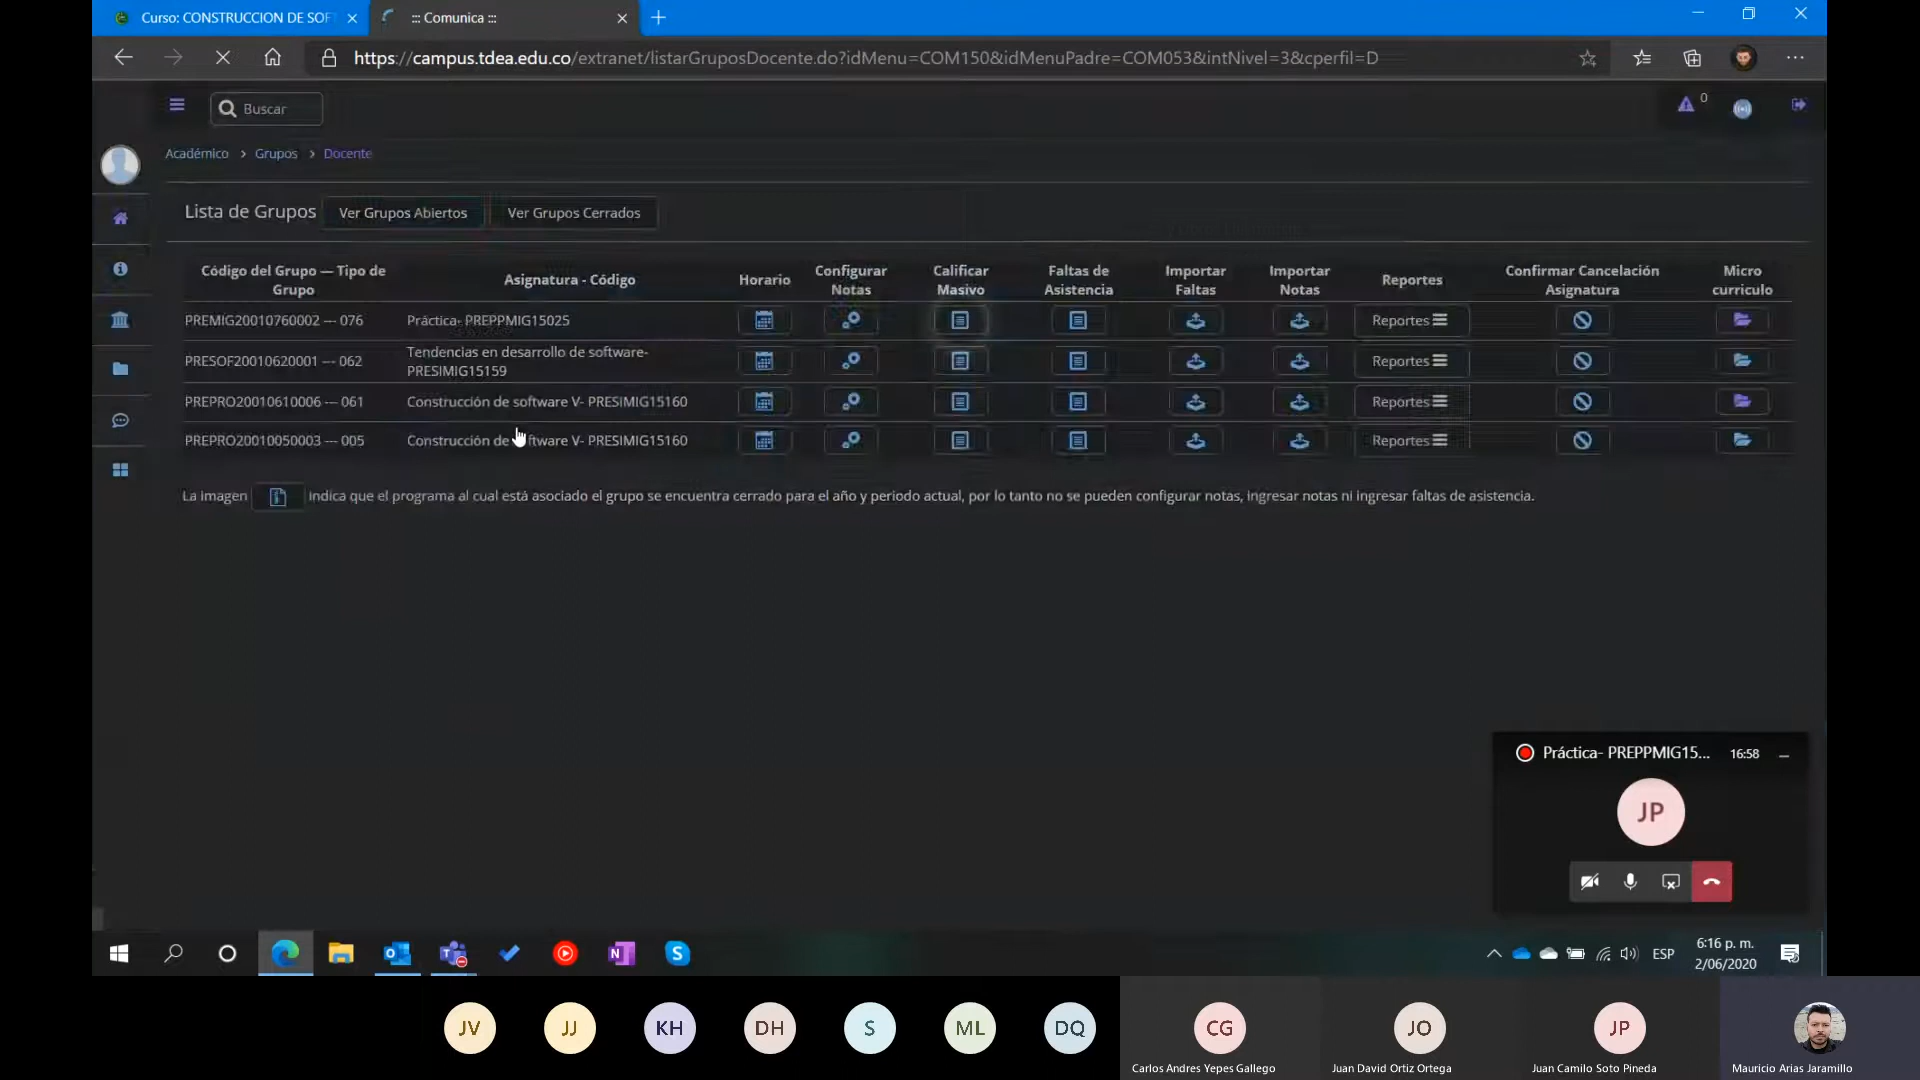 Curso: CONSTRUCCION DE SOF
::: Comunica :::
https://campus.tdea.edu.co/extranet/listarGruposDocente.do?idMenu=COM150&idMenuPadre=COM053&intNivel=3&cperfil=D
Buscar
0
Académico > Grupos > Docente
Lista de Grupos
Ver Grupos Abiertos
Ver Grupos Cerrados
Código del Grupo — Tipo de Grupo
Asignatura - Código
Horario
Configurar Notas
Calificar Masivo
Faltas de Asistencia
Importar Faltas
Importar Notas
Reportes
Confirmar Cancelación Asignatura
Micro curriculo
PREMIG20010760002 --- 076
Práctica- PREPPMIG15025
Reportes
PRESOF20010620001 --- 062
Tendencias en desarrollo de software-
PRESIMIG15159
Reportes
PREPRO20010610006 --- 061
Construcción de software V- PRESIMIG15160
Reportes
PREPRO20010050003 --- 005
Construcción de software V- PRESIMIG15160
Reportes
La imagen indica que el programa al cual está asociado el grupo se encuentra cerrado para el año y periodo actual, por lo tanto no se pueden configurar notas, ingresar notas ni ingresar faltas de asistencia.
Práctica- PREPPMIG15...
16:58
JP
ESP
6:16 p. m.
2/06/2020
JV
JJ
KH
DH
S
ML
DQ
CG
JO
JP
Carlos Andres Yepes Gallego
Juan David Ortiz Ortega
Juan Camilo Soto Pineda
Mauricio Arias Jaramillo